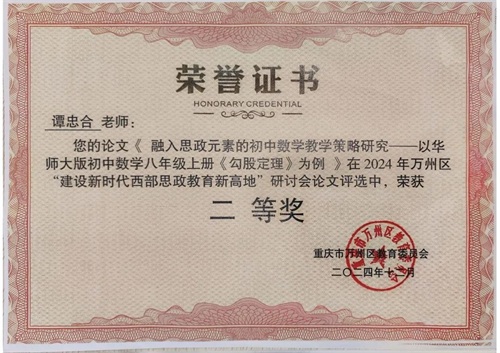 荣誉证书
HONORARY CREDENTIAL
谭忠合 老师:
您的论文《 融入思政元素的初中数学教学策略研究——以华
师大版初中数学八年级上册《勾股定理》为例 》在 2024 年万州区
“建设新时代西部思政教育新高地”研讨会论文评选中,荣获
二 等奖
重庆市万州区教育委员会
二〇二四年十 月